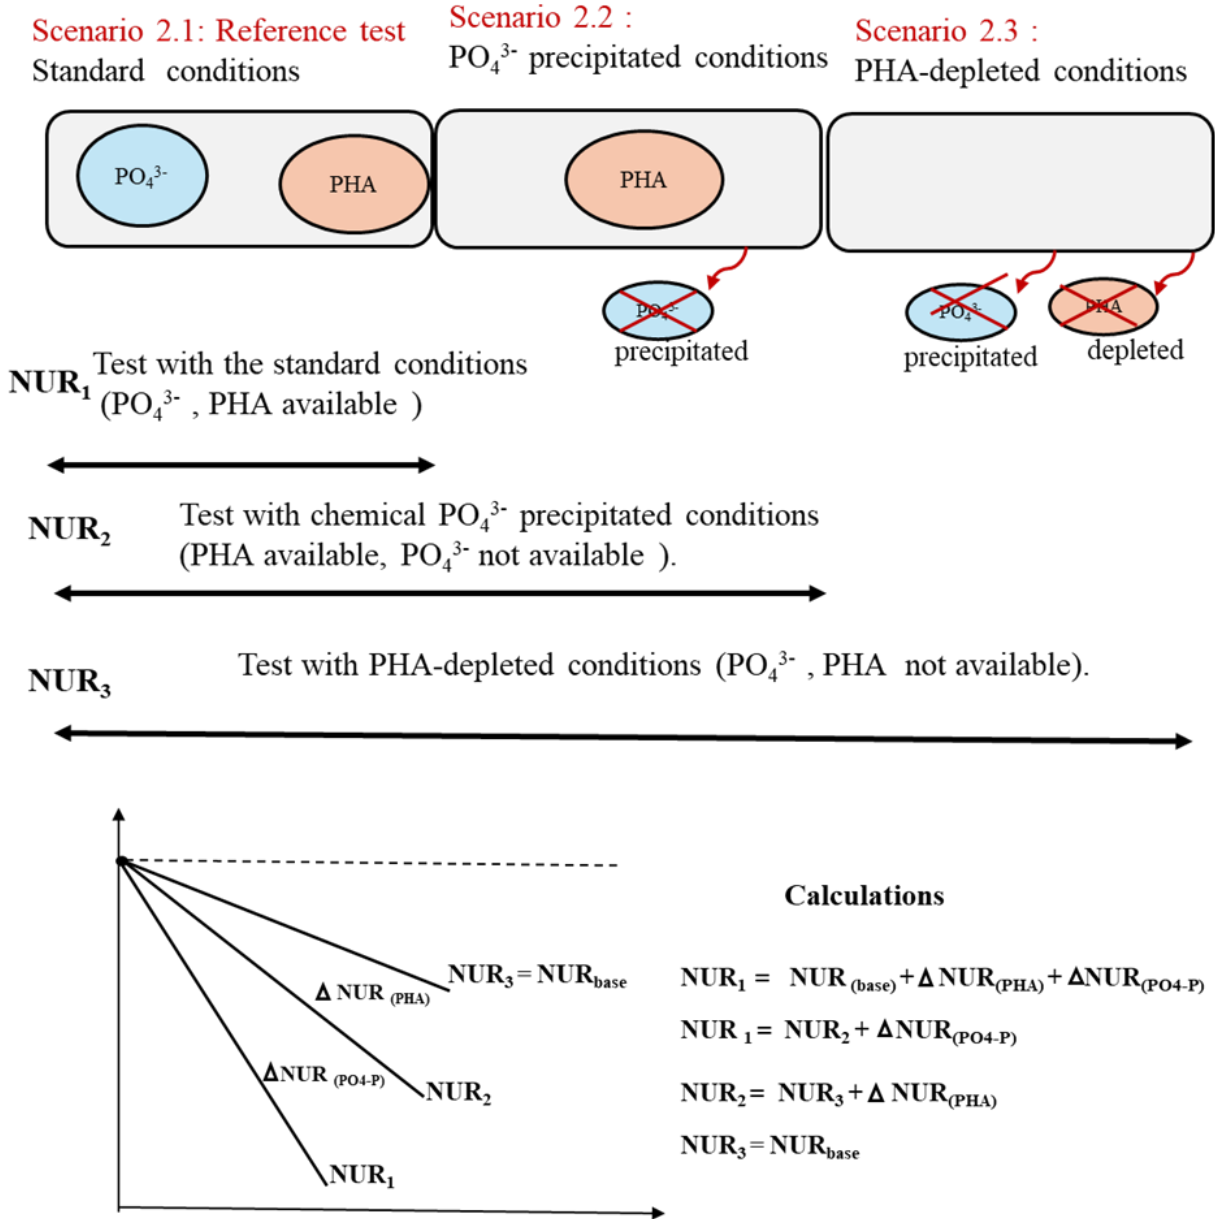 Scenario 2.1: Reference test
Standard conditions
Scenario 2.2 :
PO₄³⁻ precipitated conditions
Scenario 2.3 :
PHA-depleted conditions
PO₄³⁻
PHA
PHA
PO₄³⁻
precipitated
PO₄³⁻
precipitated
PHA
depleted
NUR₁ Test with the standard conditions
(PO₄³⁻ , PHA available )
NUR₂ Test with chemical PO₄³⁻ precipitated conditions
(PHA available, PO₄³⁻ not available ).
NUR₃ Test with PHA-depleted conditions (PO₄³⁻ , PHA not available).
NUR₃ = NUR base
Δ NUR (PHA)
ΔNUR (PO4-P)
NUR₂
NUR₁
Calculations
NUR₁ = NUR (base) + Δ NUR(PHA) + ΔNUR(PO4-P)
NUR ₁ = NUR₂ + ΔNUR(PO4-P)
NUR₂ = NUR₃ + Δ NUR(PHA)
NUR₃ = NUR base